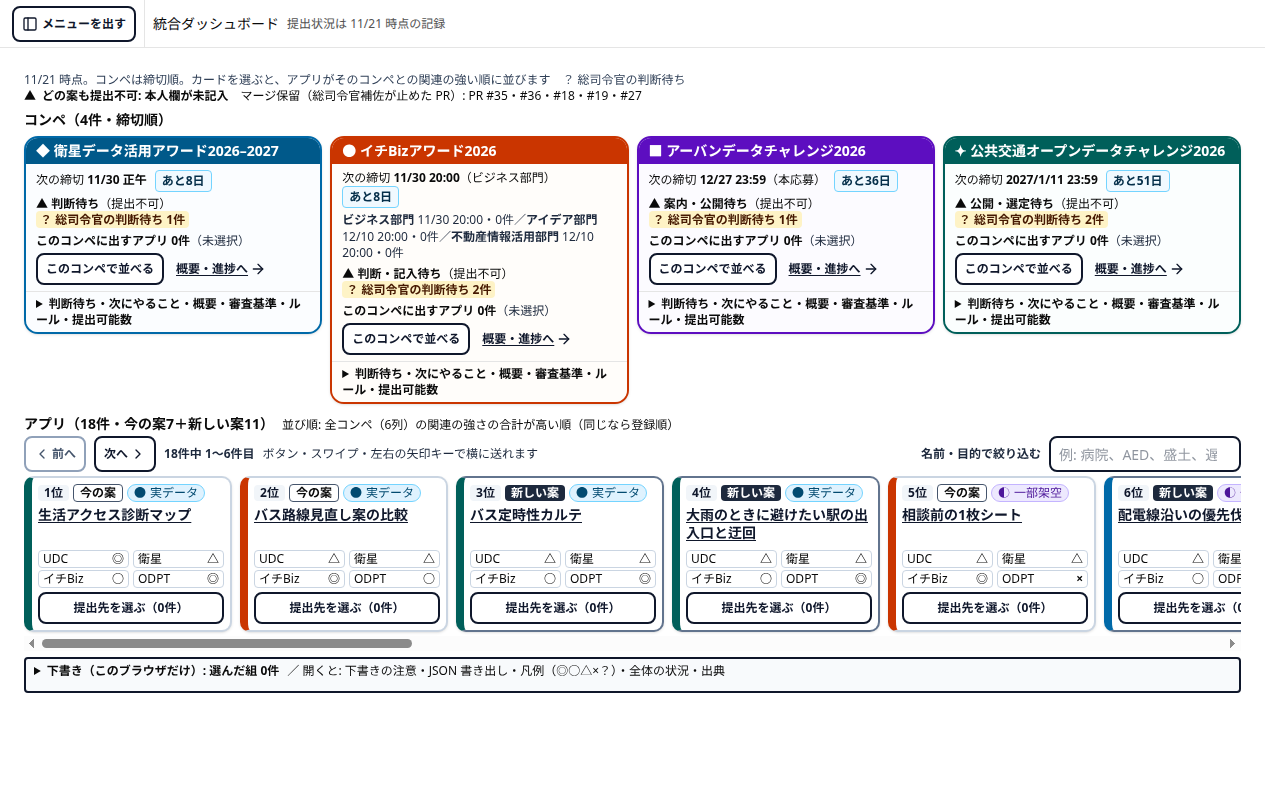 メニューを出す 統合ダッシュボード 提出状況は 11/21 時点の記録
11/21 時点。コンペは締切順。カードを選ぶと、アプリがそのコンペとの関連の強い順に並びます ？ 総司令官の判断待ち
▲ どの案も提出不可: 本人欄が未記入 マージ保留（総司令官補佐が止めた PR）: PR #35・#36・#18・#19・#27
コンペ（4件・締切順）
◆ 衛星データ活用アワード2026–2027
次の締切 11/30 正午 あと8日
▲ 判断待ち（提出不可）
？ 総司令官の判断待ち 1件
このコンペに出すアプリ 0件（未選択）
このコンペで並べる 概要・進捗へ →
▶ 判断待ち・次にやること・概要・審査基準・ル
ール・提出可能数
● イチBizアワード2026
次の締切 11/30 20:00（ビジネス部門）
あと8日
ビジネス部門 11/30 20:00・0件／アイデア部門
12/10 20:00・0件／不動産情報活用部門 12/10
20:00・0件
▲ 判断・記入待ち（提出不可）
？ 総司令官の判断待ち 2件
このコンペに出すアプリ 0件（未選択）
このコンペで並べる 概要・進捗へ →
▶ 判断待ち・次にやること・概要・審査基準・ル
ール・提出可能数
■ アーバンデータチャレンジ2026
次の締切 12/27 23:59（本応募） あと36日
▲ 案内・公開待ち（提出不可）
？ 総司令官の判断待ち 1件
このコンペに出すアプリ 0件（未選択）
このコンペで並べる 概要・進捗へ →
▶ 判断待ち・次にやること・概要・審査基準・ル
ール・提出可能数
✦ 公共交通オープンデータチャレンジ2026
次の締切 2027/1/11 23:59 あと51日
▲ 公開・選定待ち（提出不可）
？ 総司令官の判断待ち 2件
このコンペに出すアプリ 0件（未選択）
このコンペで並べる 概要・進捗へ →
▶ 判断待ち・次にやること・概要・審査基準・ル
ール・提出可能数
アプリ（18件・今の案7＋新しい案11） 並び順: 全コンペ（6列）の関連の強さの合計が高い順（同じなら登録順）
前へ 次へ 18件中 1〜6件目 ボタン・スワイプ・左右の矢印キーで横に送れます 名前・目的で絞り込む 例: 病院、AED、盛土、遅
1位 今の案 ● 実データ
生活アクセス診断マップ
UDC ◎ 衛星 △
イチBiz ○ ODPT ◎
提出先を選ぶ（0件）
2位 今の案 ● 実データ
バス路線見直し案の比較
UDC △ 衛星 △
イチBiz ◎ ODPT ○
提出先を選ぶ（0件）
3位 新しい案 ● 実データ
バス定時性カルテ
UDC △ 衛星 △
イチBiz ○ ODPT ◎
提出先を選ぶ（0件）
4位 新しい案 ● 実データ
大雨のときに避けたい駅の出
入口と迂回
UDC △ 衛星 △
イチBiz ○ ODPT ◎
提出先を選ぶ（0件）
5位 今の案 ◐ 一部架空
相談前の1枚シート
UDC △ 衛星 △
イチBiz ◎ ODPT ×
提出先を選ぶ（0件）
6位 新しい案 ◐
配電線沿いの優先伐
UDC △ 衛星
イチBiz ○ ODP
提出先を選ぶ（0
▶ 下書き（このブラウザだけ）: 選んだ組 0件 ／ 開くと: 下書きの注意・JSON 書き出し・凡例（◎○△×？）・全体の状況・出典